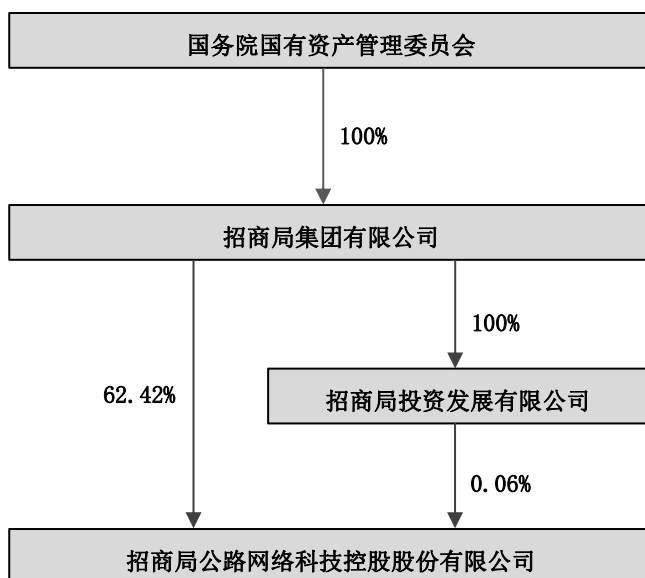 国务院国有资产管理委员会
100%
招商局集团有限公司
100%
62.42%
招商局投资发展有限公司
0.06%
招商局公路网络科技控股股份有限公司